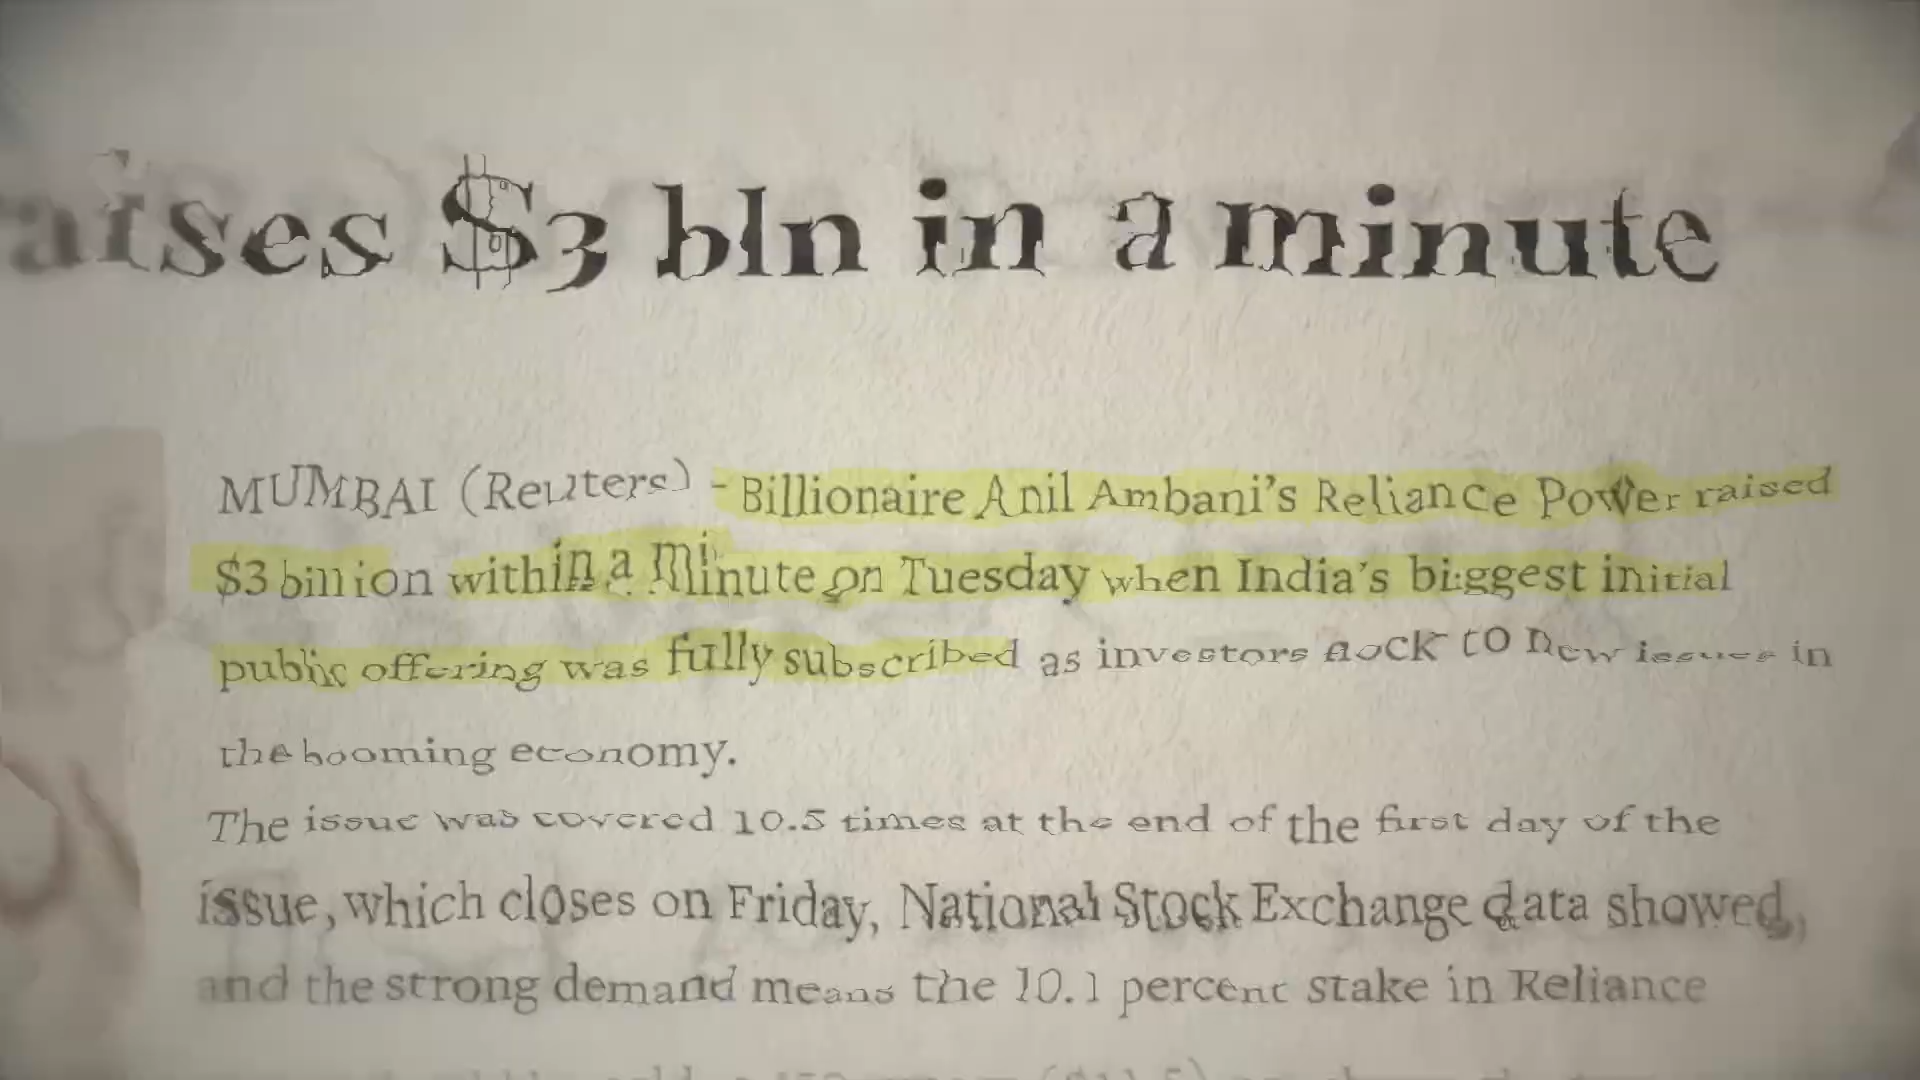 aises $3 bln in a minute
MUMBAI (Reuters) - Billionaire Anil Ambani's Reliance Power raised
$3 billion within a minute on Tuesday when India's biggest initial
public offering was fully subscribed as investors flock to new issues in
the booming economy.
The issue was covered 10.5 times at the end of the first day of the
issue, which closes on Friday, National Stock Exchange data showed,
and the strong demand means the 10.1 percent stake in Reliance